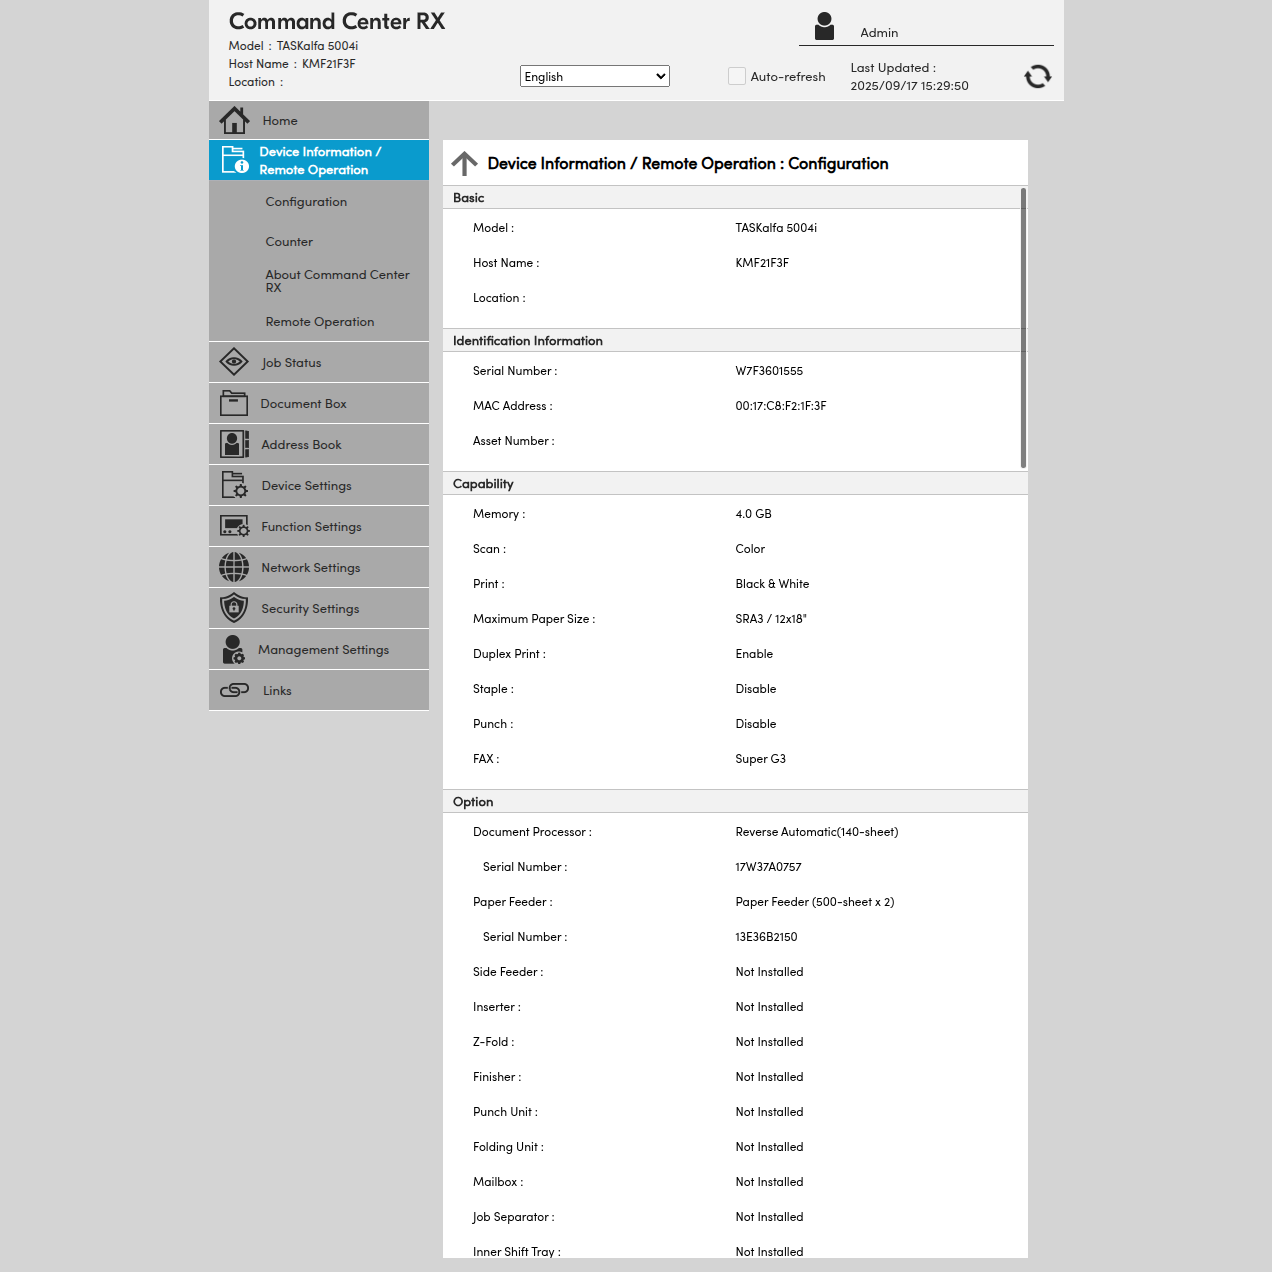 Command Center RX
Model : TASKalfa 5004i
Host Name : KMF21F3F
Location :
English
Auto-refresh
Admin
Last Updated :
2025/09/17 15:29:50
Home
Device Information /
Remote Operation
Configuration
Counter
About Command Center
RX
Remote Operation
Job Status
Document Box
Address Book
Device Settings
Function Settings
Network Settings
Security Settings
Management Settings
Links
Device Information / Remote Operation : Configuration
Basic
Model : TASKalfa 5004i
Host Name : KMF21F3F
Location :
Identification Information
Serial Number : W7F3601555
MAC Address : 00:17:C8:F2:1F:3F
Asset Number :
Capability
Memory : 4.0 GB
Scan : Color
Print : Black & White
Maximum Paper Size : SRA3 / 12x18"
Duplex Print : Enable
Staple : Disable
Punch : Disable
FAX : Super G3
Option
Document Processor : Reverse Automatic(140-sheet)
Serial Number : 17W37A0757
Paper Feeder : Paper Feeder (500-sheet x 2)
Serial Number : 13E36B2150
Side Feeder : Not Installed
Inserter : Not Installed
Z-Fold : Not Installed
Finisher : Not Installed
Punch Unit : Not Installed
Folding Unit : Not Installed
Mailbox : Not Installed
Job Separator : Not Installed
Inner Shift Tray : Not Installed